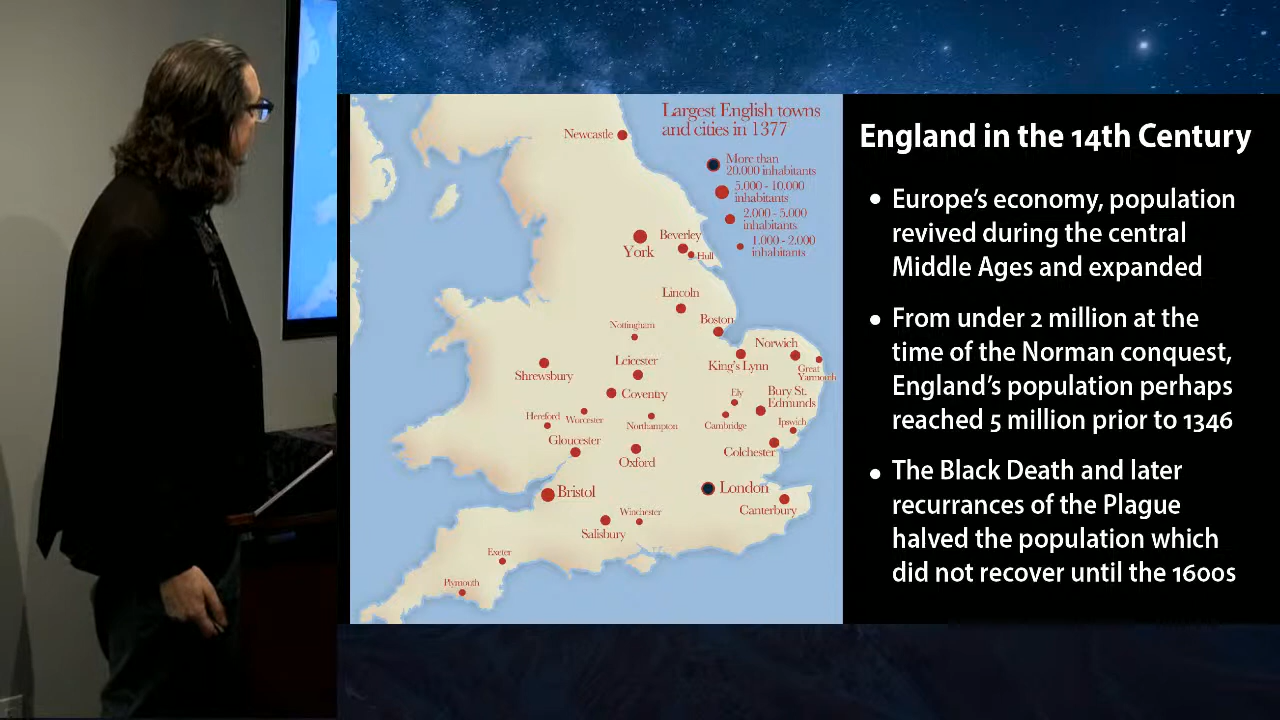 Largest English towns
and cities in 1377
More than
20.000 inhabitants
5.000 - 10.000
inhabitants
2.000 - 5.000
inhabitants
1.000 - 2.000
inhabitants
Newcastle
York
Beverley
Hull
Lincoln
Boston
Nottingham
Norwich
King's Lynn
Great
Yarmouth
Shrewsbury
Leicester
Coventry
Ely
Bury St.
Edmunds
Hereford
Worcester
Northampton
Cambridge
Ipswich
Gloucester
Oxford
Colchester
Bristol
London
Canterbury
Winchester
Salisbury
Exeter
Plymouth
England in the 14th Century
• Europe's economy, population
revived during the central
Middle Ages and expanded
• From under 2 million at the
time of the Norman conquest,
England's population perhaps
reached 5 million prior to 1346
• The Black Death and later
recurrances of the Plague
halved the population which
did not recover until the 1600s